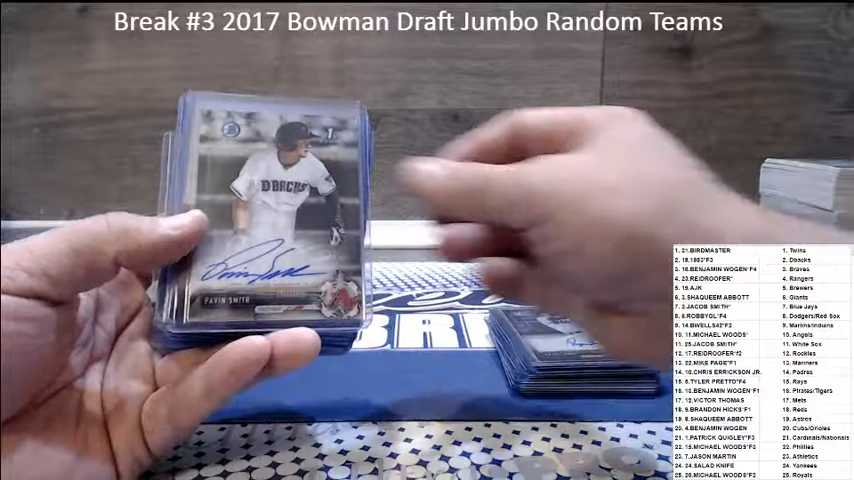 Break #3 2017 Bowman Draft Jumbo Random Teams
1st
DBACKS
PAVIN SMITH
BR
1. 21.BIRDMASTER 1. Twins
2. 18.1983*F3 2. Dbacks
3. 16.BENJAMIN WOGEN*F4 3. Braves
4. 23.REIDROOFER* 4. Rangers
5. 19.AJK 5. Brewers
6. 3.SHAQUEEM ABBOTT 6. Giants
7. 2.JACOB SMITH* 7. Blue Jays
8. 6.ROBBYOL*F4 8. Dodgers/Red Sox
9. 14.BWELLS42*F2 9. Marlins/Indians
10. 11.MICHAEL WOODS* 10. Angels
11. 25.JACOB SMITH* 11. White Sox
12. 17.REIDROOFER*f2 12. Rockies
13. 22.MIKE PAGE*F1 13. Mariners
14. 10.CHRIS ERRICKSON JR. 14. Padres
15. 5.TYLER PRETTO*F4 15. Rays
16. 13.BENJAMIN WOGEN*F1 16. Pirates/Tigers
17. 12.VICTOR THOMAS 17. Mets
18. 9.BRANDON HICKS*F1 18. Reds
19. 8.SHAQUEEM ABBOTT 19. Astros
20. 4.BENJAMIN WOGEN 20. Cubs/Orioles
21. 1.PATRICK QUIGLEY*F3 21. Cardinals/Nationals
22. 15.MICHAEL WOODS*F3 22. Phillies
23. 7.JASON MARTIN 23. Athletics
24. 24.SALAD KNIFE 24. Yankees
25. 20.MICHAEL WOODS*F2 25. Royals